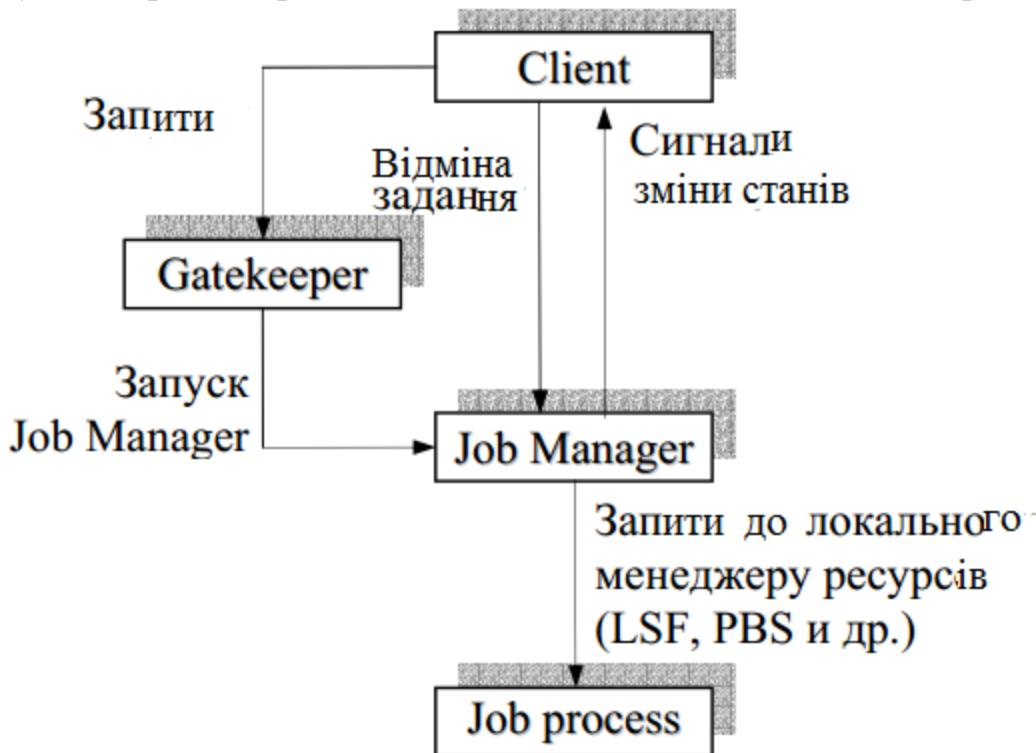 Client
Запити
Відміна
задання
Сигнали
зміни станів
Gatekeeper
Запуск
Job Manager
Job Manager
Запити до локального
менеджеру ресурсів
(LSF, PBS и др.)
Job process